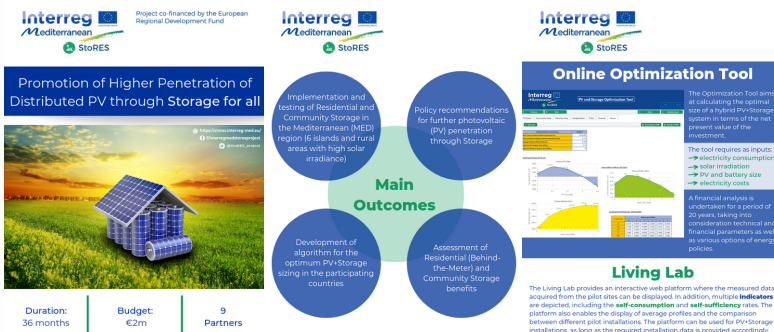 Interreg
Mediterranean
StoRES
Project co-financed by the European
Regional Development Fund
Promotion of Higher Penetration of
Distributed PV through Storage for all
https://stores.interreg-med.eu/
@StoRES_project
Duration:
36 months
Budget:
€2m
9
Partners
Interreg
Mediterranean
StoRES
Implementation and
testing of Residential and
Community Storage in
the Mediterranean (MED)
region (6 islands and rural
areas with high solar
irradiance)
Policy recommendations
for further photovoltaic
(PV) penetration
through Storage
Main
Outcomes
Development of
algorithm for the
optimum PV+Storage
sizing in the participating
countries
Assessment of
Residential (Behind-
the-Meter) and
Community Storage
benefits
Interreg
Mediterranean
StoRES
Online Optimization Tool
Interreg
Mediterranean
PV and Storage Optimization Tool
The Optimization Tool aims
at calculating the optimal
size of a hybrid PV+Storage
system in terms of the net
present value of the
investment.
The tool requires as inputs:
electricity consumption
solar irradiation
PV and battery size
electricity costs
A financial analysis is
undertaken for a period of
20 years, taking into
consideration technical and
financial parameters as well
as various options of energy
policies.
Living Lab
The Living Lab provides an interactive web platform where the measured data
acquired from the pilot sites can be displayed. In addition, multiple indicators
are depicted, including the self-consumption and self-sufficiency rates. The
platform also enables the display of average profiles and the comparison
between different pilot installations. The platform can be used for PV+Storage
installations, as long as the required installation data is provided accordingly.